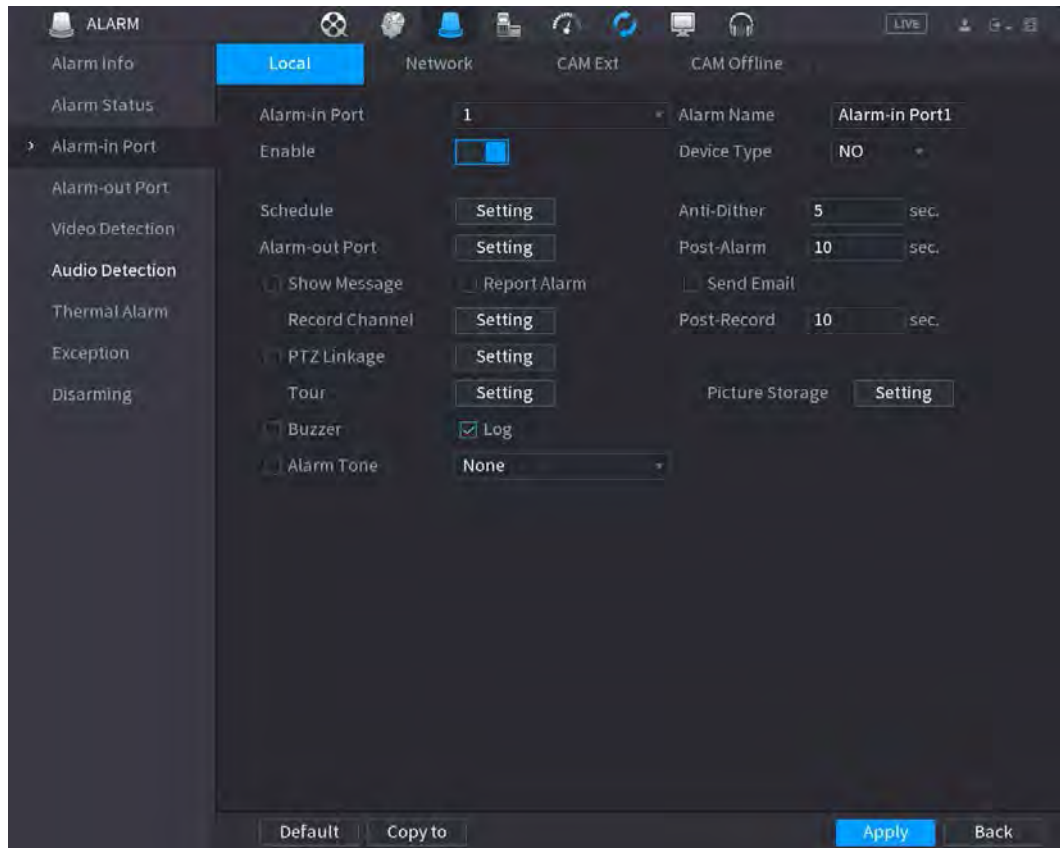 ALARM LIVE
Alarm Info
Alarm Status
Alarm-in Port
Alarm-out Port
Video Detection
Audio Detection
Thermal Alarm
Exception
Disarming
Local Network CAM Ext CAM Offline
Alarm-in Port 1 Alarm Name Alarm-in Port1
Enable Device Type NO
Schedule Setting Anti-Dither 5 sec.
Alarm-out Port Setting Post-Alarm 10 sec.
Show Message Report Alarm Send Email
Record Channel Setting Post-Record 10 sec.
PTZ Linkage Setting
Tour Setting Picture Storage Setting
Buzzer Log
Alarm Tone None
Default Copy to Apply Back